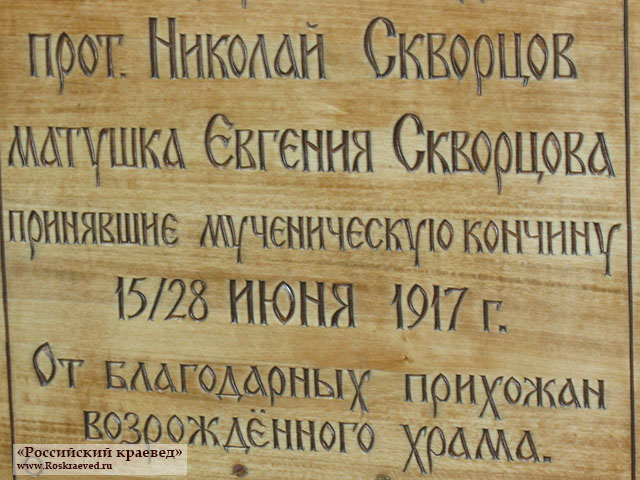 прот. Николай Скворцов
матушка Евгения Скворцова
принявшие мученическую кончину
15/28 июня 1917 г.
От благодарных прихожан
возрождённого храма.
«Российский краевед»
www.Roskraeved.ru